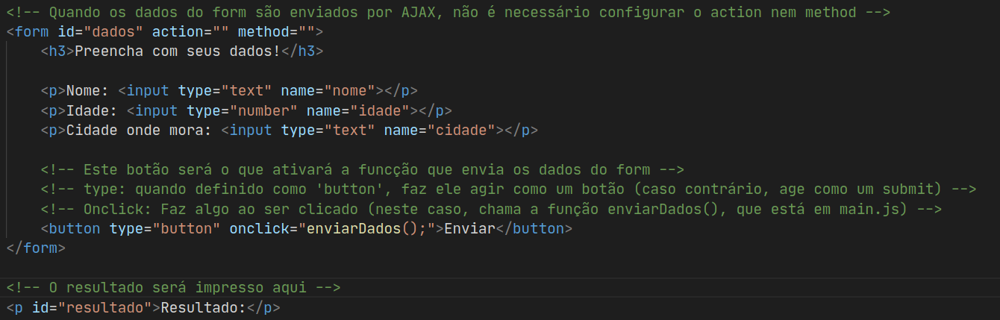 <!-- Quando os dados do form são enviados por AJAX, não é necessário configurar o action nem method -->
<form id="dados" action="" method="">
    <h3>Preencha com seus dados!</h3>

    <p>Nome: <input type="text" name="nome"></p>
    <p>Idade: <input type="number" name="idade"></p>
    <p>Cidade onde mora: <input type="text" name="cidade"></p>

    <!-- Este botão será o que ativará a funcção que envia os dados do form -->
    <!-- type: quando definido como 'button', faz ele agir como um botão (caso contrário, age como um submit) -->
    <!-- Onclick: Faz algo ao ser clicado (neste caso, chama a função enviarDados(), que está em main.js) -->
    <button type="button" onclick="enviarDados();">Enviar</button>
</form>

<!-- O resultado será impresso aqui -->
<p id="resultado">Resultado:</p>